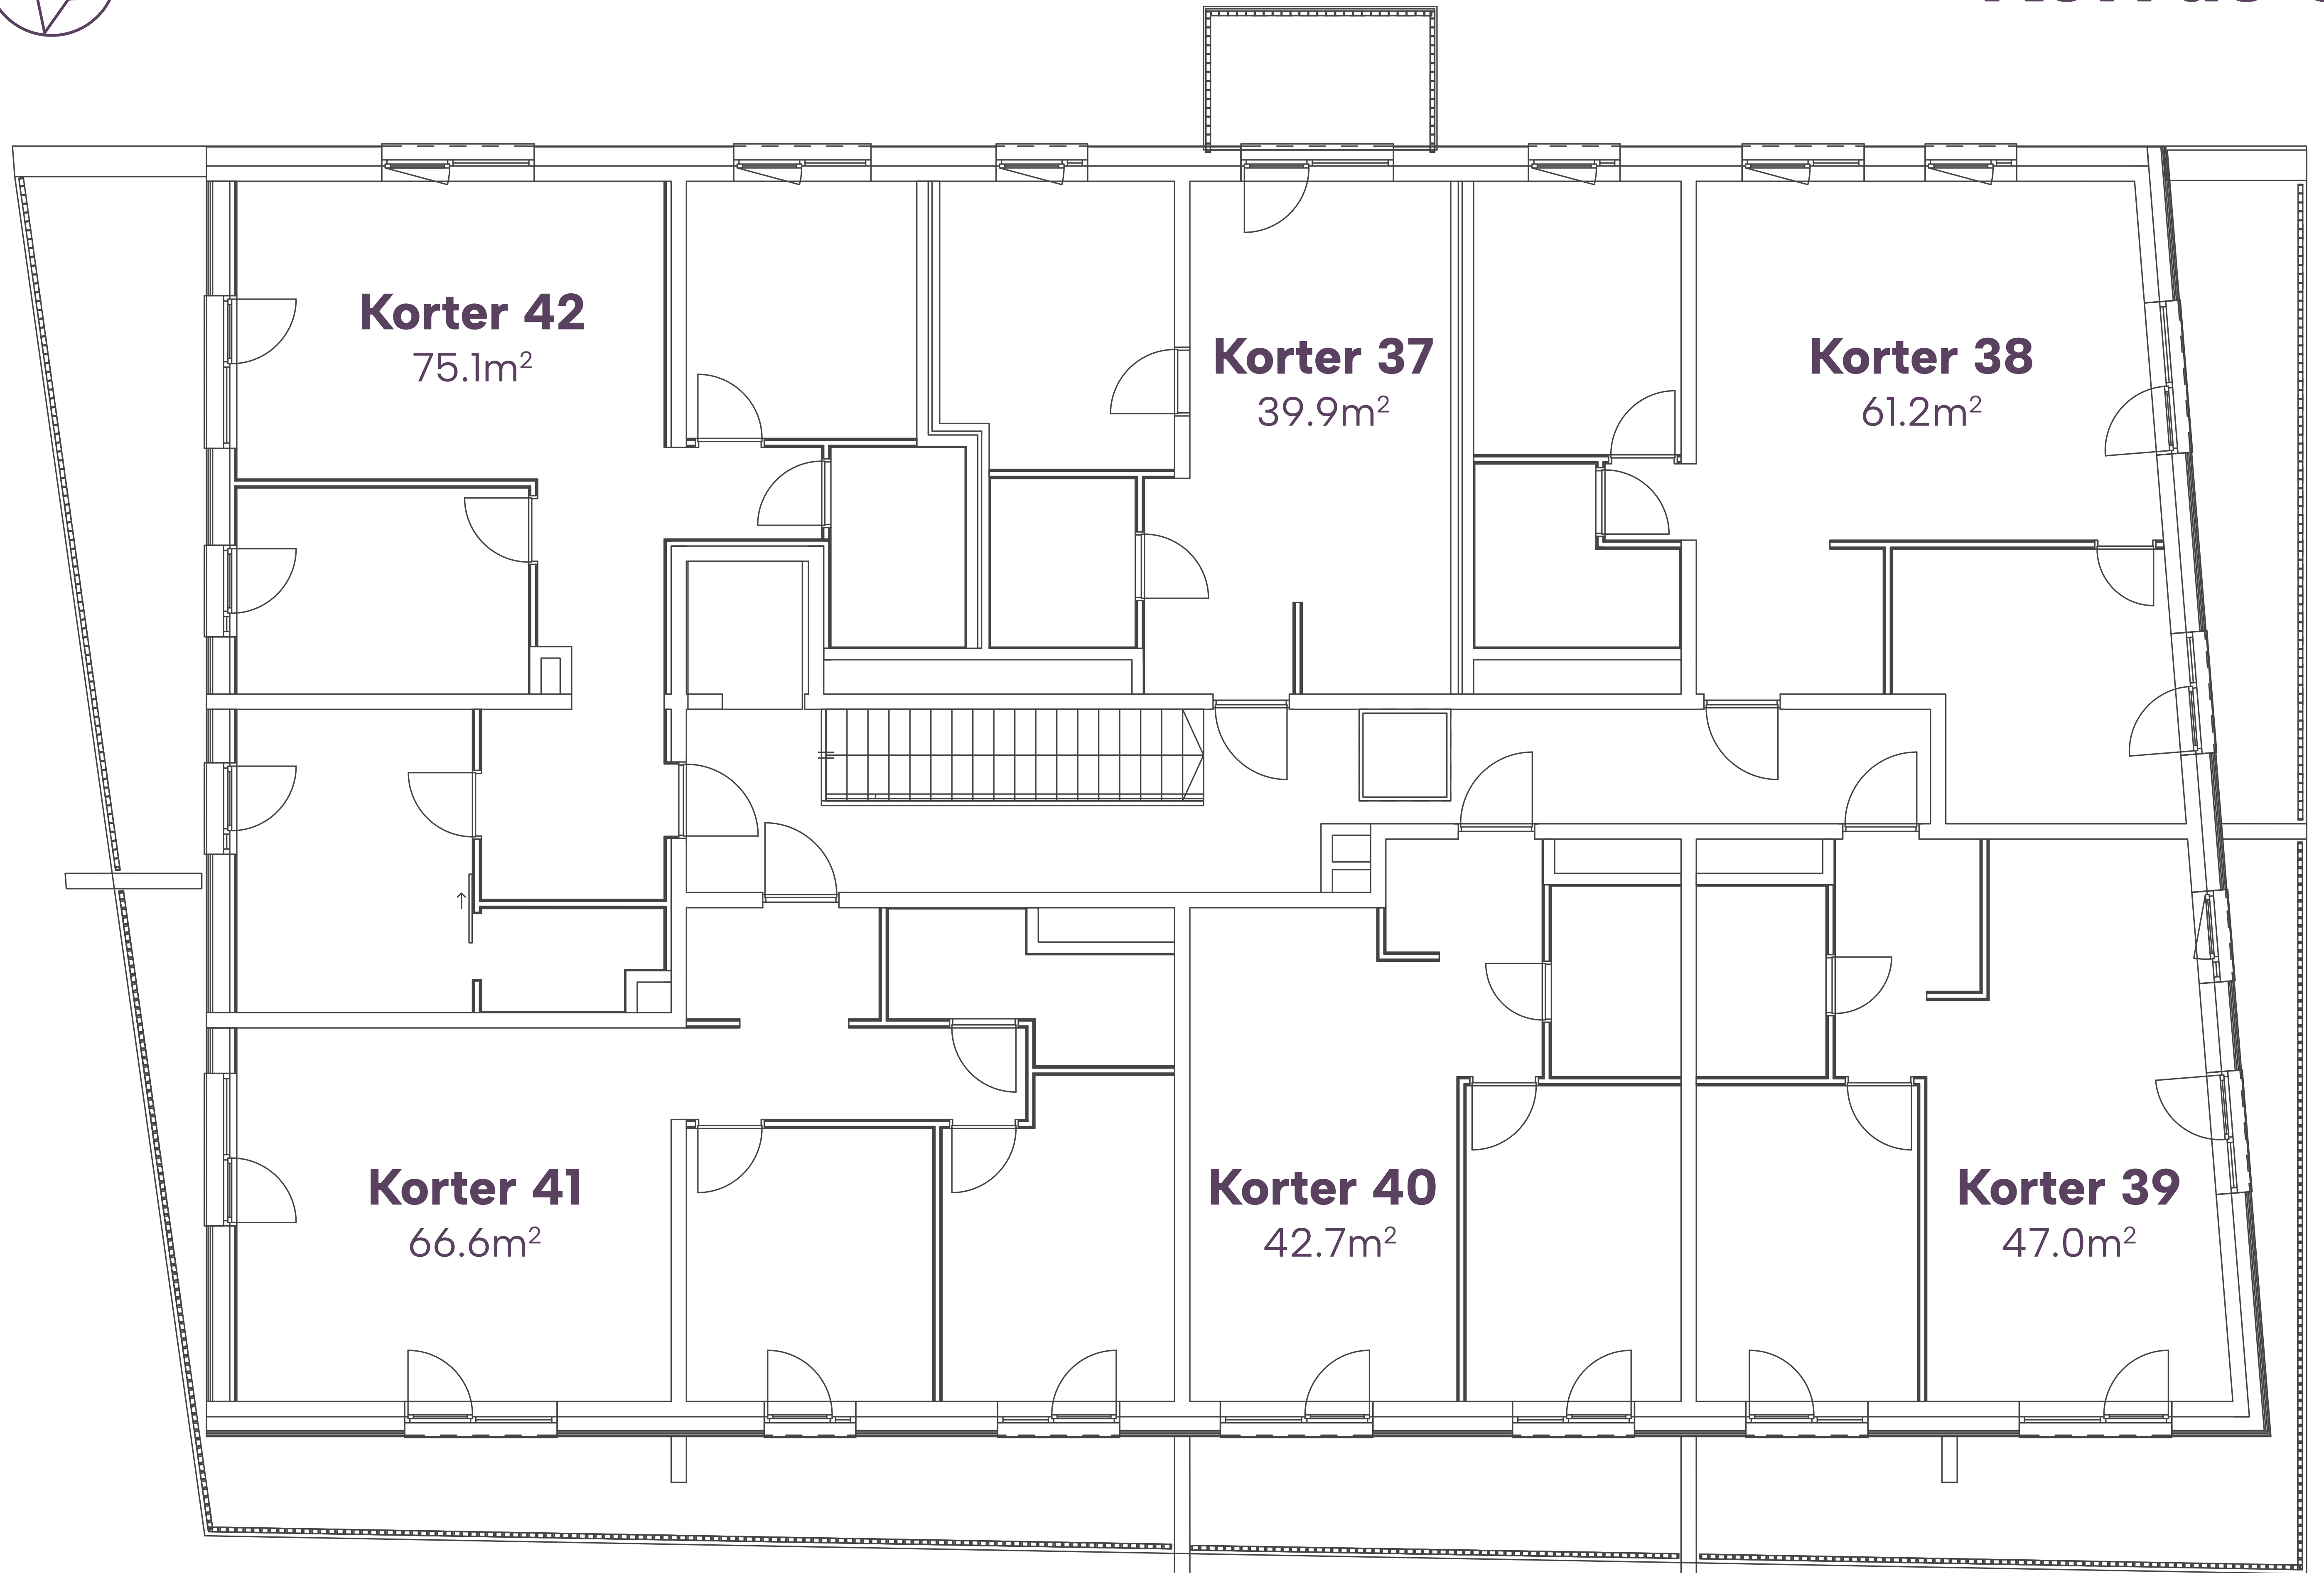 Korter 42
75.1m²
Korter 37
39.9m²
Korter 38
61.2m²
Korter 41
66.6m²
Korter 40
42.7m²
Korter 39
47.0m²